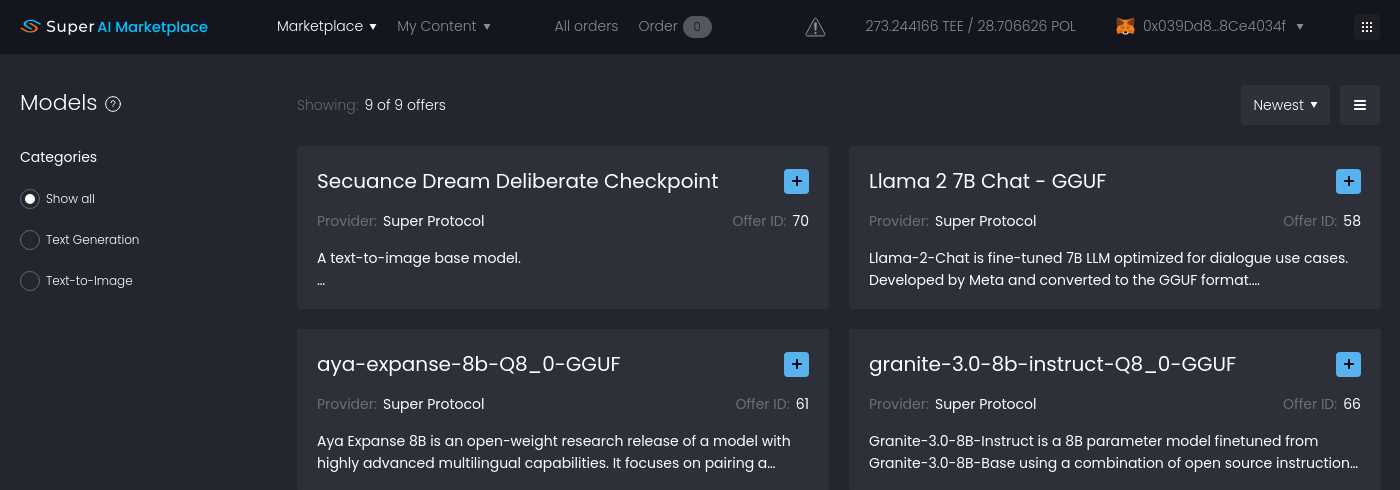 Super AI Marketplace Marketplace ▼ My Content ▼ All orders Order 0 273.244166 TEE / 28.706626 POL 0x039Dd8...8Ce4034f ▼
Models ?
Showing: 9 of 9 offers Newest ▼
Categories
Show all
Text Generation
Text-to-Image
Secuance Dream Deliberate Checkpoint
Provider: Super Protocol Offer ID: 70
A text-to-image base model.
...
Llama 2 7B Chat - GGUF
Provider: Super Protocol Offer ID: 58
Llama-2-Chat is fine-tuned 7B LLM optimized for dialogue use cases.
Developed by Meta and converted to the GGUF format....
aya-expanse-8b-Q8_0-GGUF
Provider: Super Protocol Offer ID: 61
Aya Expanse 8B is an open-weight research release of a model with
highly advanced multilingual capabilities. It focuses on pairing a...
granite-3.0-8b-instruct-Q8_0-GGUF
Provider: Super Protocol Offer ID: 66
Granite-3.0-8B-Instruct is a 8B parameter model finetuned from
Granite-3.0-8B-Base using a combination of open source instruction...